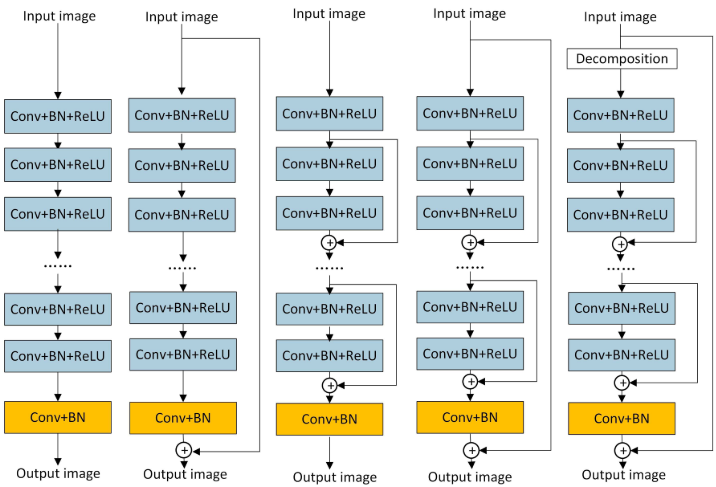 Input image
Conv+BN+ReLU
Conv+BN+ReLU
Conv+BN+ReLU
......
Conv+BN+ReLU
Conv+BN+ReLU
Conv+BN
Output image
Input image
Conv+BN+ReLU
Conv+BN+ReLU
Conv+BN+ReLU
......
Conv+BN+ReLU
Conv+BN+ReLU
Conv+BN
+
Output image
Input image
Conv+BN+ReLU
Conv+BN+ReLU
Conv+BN+ReLU
+
......
Conv+BN+ReLU
Conv+BN+ReLU
+
Conv+BN
Output image
Input image
Conv+BN+ReLU
Conv+BN+ReLU
Conv+BN+ReLU
+
......
Conv+BN+ReLU
Conv+BN+ReLU
+
Conv+BN
+
Output image
Input image
Decomposition
Conv+BN+ReLU
Conv+BN+ReLU
Conv+BN+ReLU
+
......
Conv+BN+ReLU
Conv+BN+ReLU
+
Conv+BN
+
Output image